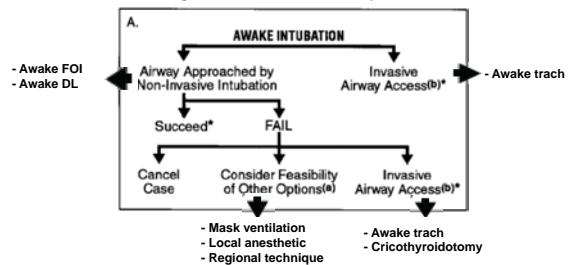 A.
AWAKE INTUBATION
- Awake FOI
- Awake DL
Airway Approached by
Non-Invasive Intubation
Invasive
Airway Access(b)*
- Awake trach
Succeed*
FAIL
Cancel
Case
Consider Feasibility
of Other Options(a)
Invasive
Airway Access(b)*
- Mask ventilation
- Local anesthetic
- Regional technique
- Awake trach
- Cricothyroidotomy